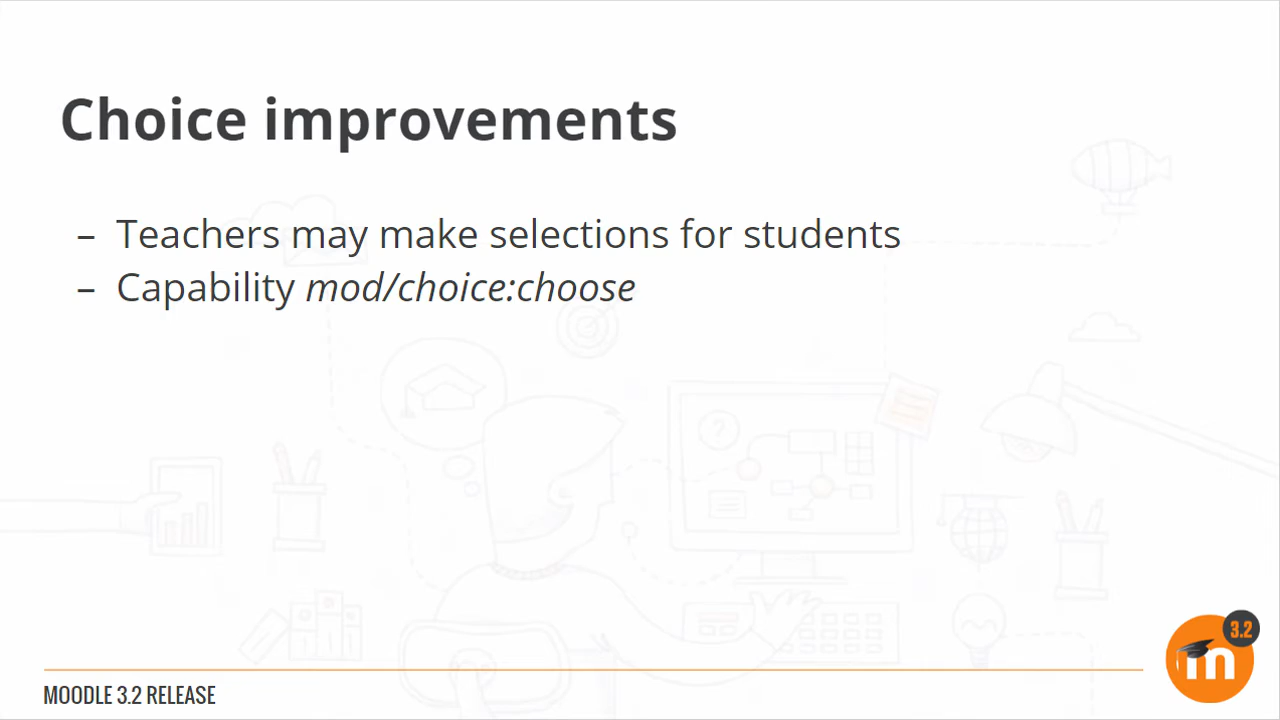 Choice improvements
– Teachers may make selections for students
– Capability mod/choice:choose
?
3.2
m
MOODLE 3.2 RELEASE